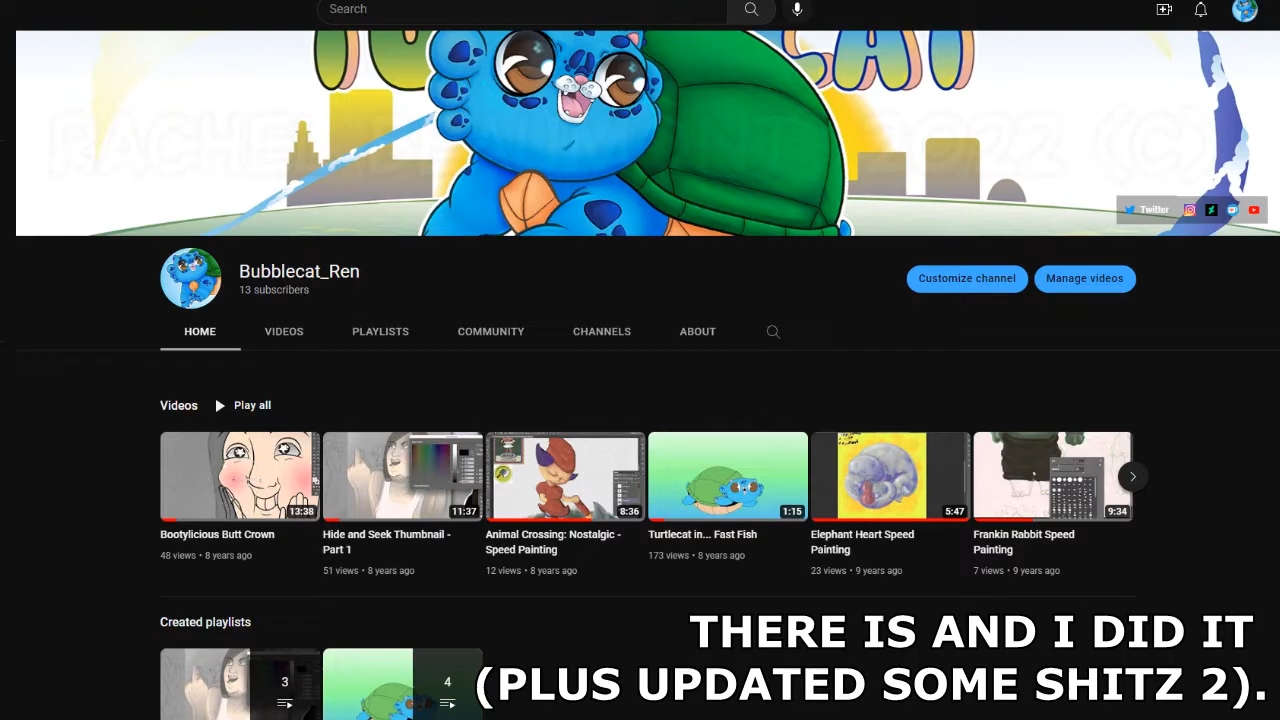 Search
Twitter
Bubblecat_Ren
13 subscribers
Customize channel
Manage videos
HOME
VIDEOS
PLAYLISTS
COMMUNITY
CHANNELS
ABOUT
Videos
Play all
13:38
11:37
8:36
1:15
5:47
9:34
Bootylicious Butt Crown
48 views • 8 years ago
Hide and Seek Thumbnail -
Part 1
51 views • 8 years ago
Animal Crossing: Nostalgic -
Speed Painting
12 views • 8 years ago
Turtlecat in... Fast Fish
173 views • 8 years ago
Elephant Heart Speed
Painting
23 views • 9 years ago
Frankin Rabbit Speed
Painting
7 views • 9 years ago
Created playlists
3
4
THERE IS AND I DID IT
(PLUS UPDATED SOME SHITZ 2).